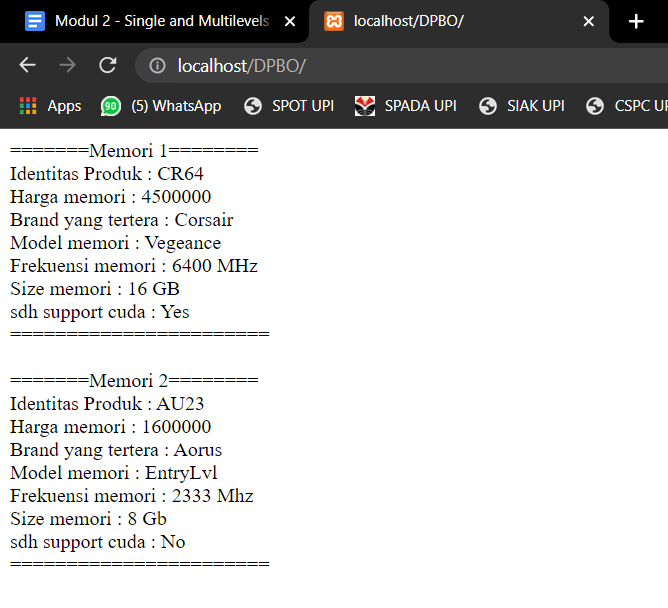 Modul 2 - Single and Multilevels
localhost/DPBO/
localhost/DPBO/
Apps
90
(5) WhatsApp
SPOT UPI
SPADA UPI
SIAK UPI
CSPC
=======Memori 1========
Identitas Produk : CR64
Harga memori : 4500000
Brand yang tertera : Corsair
Model memori : Vegeance
Frekuensi memori : 6400 MHz
Size memori : 16 GB
sdh support cuda : Yes
=======================
=======Memori 2========
Identitas Produk : AU23
Harga memori : 1600000
Brand yang tertera : Aorus
Model memori : EntryLvl
Frekuensi memori : 2333 Mhz
Size memori : 8 Gb
sdh support cuda : No
=======================